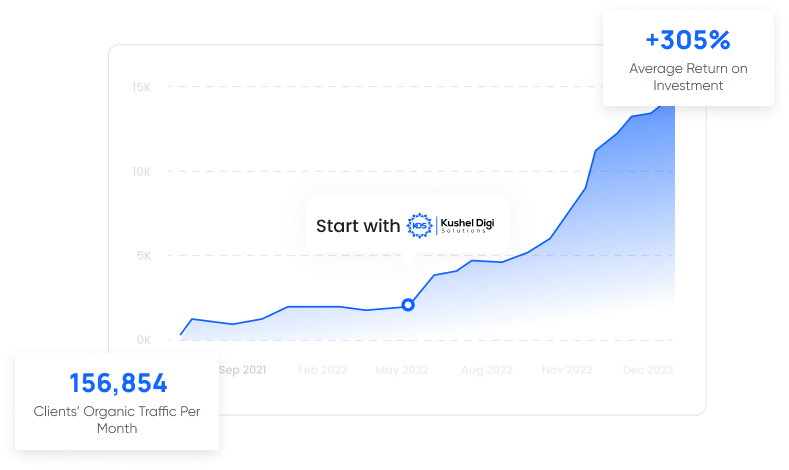 +305%
Average Return on
Investment
15K
10K
Start with KDS Kushel Digi
Solutions
5K
0K
Sep 2021 Feb 2022 May 2022 Aug 2022 Nov 2022 Dec 2022
156,854
Clients' Organic Traffic Per
Month